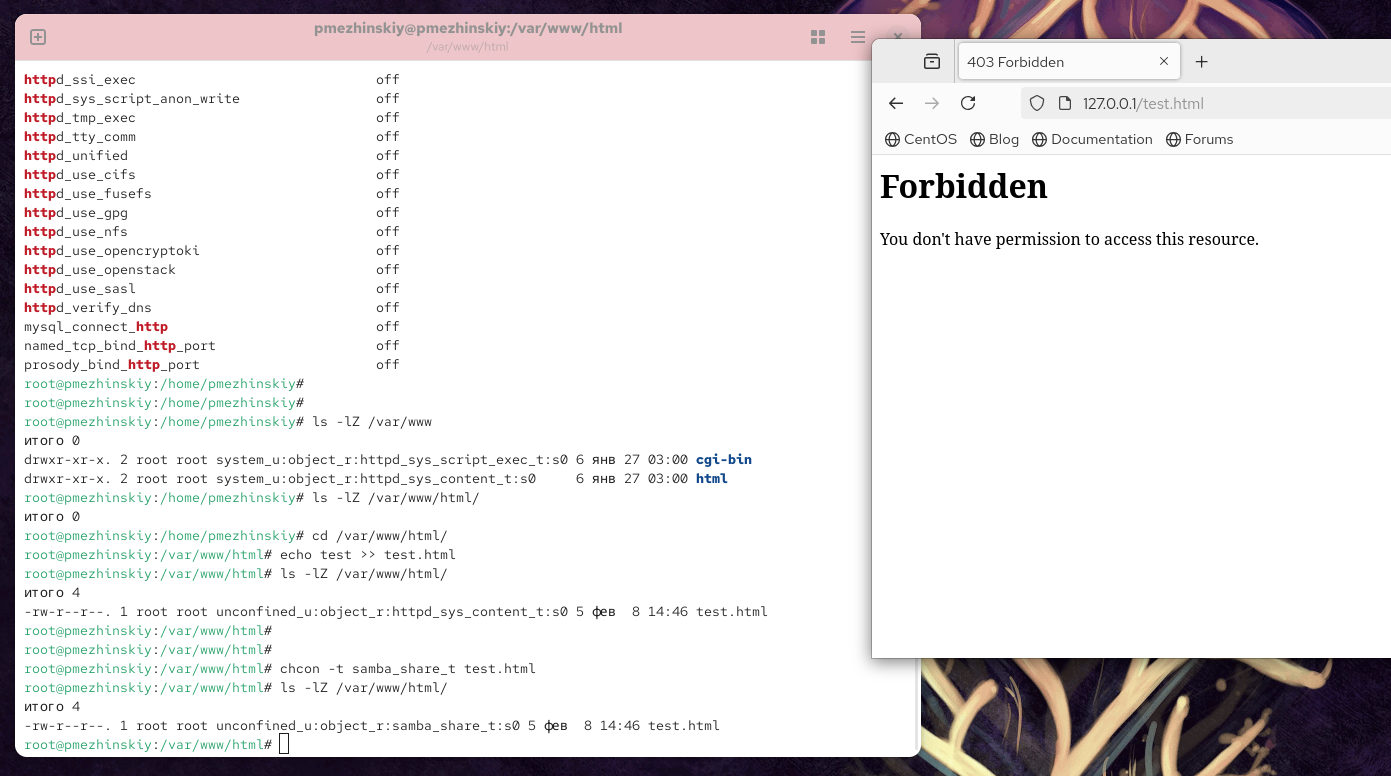 pmezhinskiy@pmezhinskiy:/var/www/html
/var/www/html
httpd_ssi_exec off
httpd_sys_script_anon_write off
httpd_tmp_exec off
httpd_tty_comm off
httpd_unified off
httpd_use_cifs off
httpd_use_fusefs off
httpd_use_gpg off
httpd_use_nfs off
httpd_use_opencryptoki off
httpd_use_openstack off
httpd_use_sasl off
httpd_verify_dns off
mysql_connect_http off
named_tcp_bind_http_port off
prosody_bind_http_port off
root@pmezhinskiy:/home/pmezhinskiy#
root@pmezhinskiy:/home/pmezhinskiy#
root@pmezhinskiy:/home/pmezhinskiy# ls -lZ /var/www
итого 0
drwxr-xr-x. 2 root root system_u:object_r:httpd_sys_script_exec_t:s0 6 янв 27 03:00 cgi-bin
drwxr-xr-x. 2 root root system_u:object_r:httpd_sys_content_t:s0 6 янв 27 03:00 html
root@pmezhinskiy:/home/pmezhinskiy# ls -lZ /var/www/html/
итого 0
root@pmezhinskiy:/home/pmezhinskiy# cd /var/www/html/
root@pmezhinskiy:/var/www/html# echo test >> test.html
root@pmezhinskiy:/var/www/html# ls -lZ /var/www/html/
итого 4
-rw-r--r--. 1 root root unconfined_u:object_r:httpd_sys_content_t:s0 5 фев 8 14:46 test.html
root@pmezhinskiy:/var/www/html#
root@pmezhinskiy:/var/www/html#
root@pmezhinskiy:/var/www/html# chcon -t samba_share_t test.html
root@pmezhinskiy:/var/www/html# ls -lZ /var/www/html/
итого 4
-rw-r--r--. 1 root root unconfined_u:object_r:samba_share_t:s0 5 фев 8 14:46 test.html
root@pmezhinskiy:/var/www/html#
403 Forbidden
127.0.0.1/test.html
CentOS Blog Documentation Forums
Forbidden
You don't have permission to access this resource.